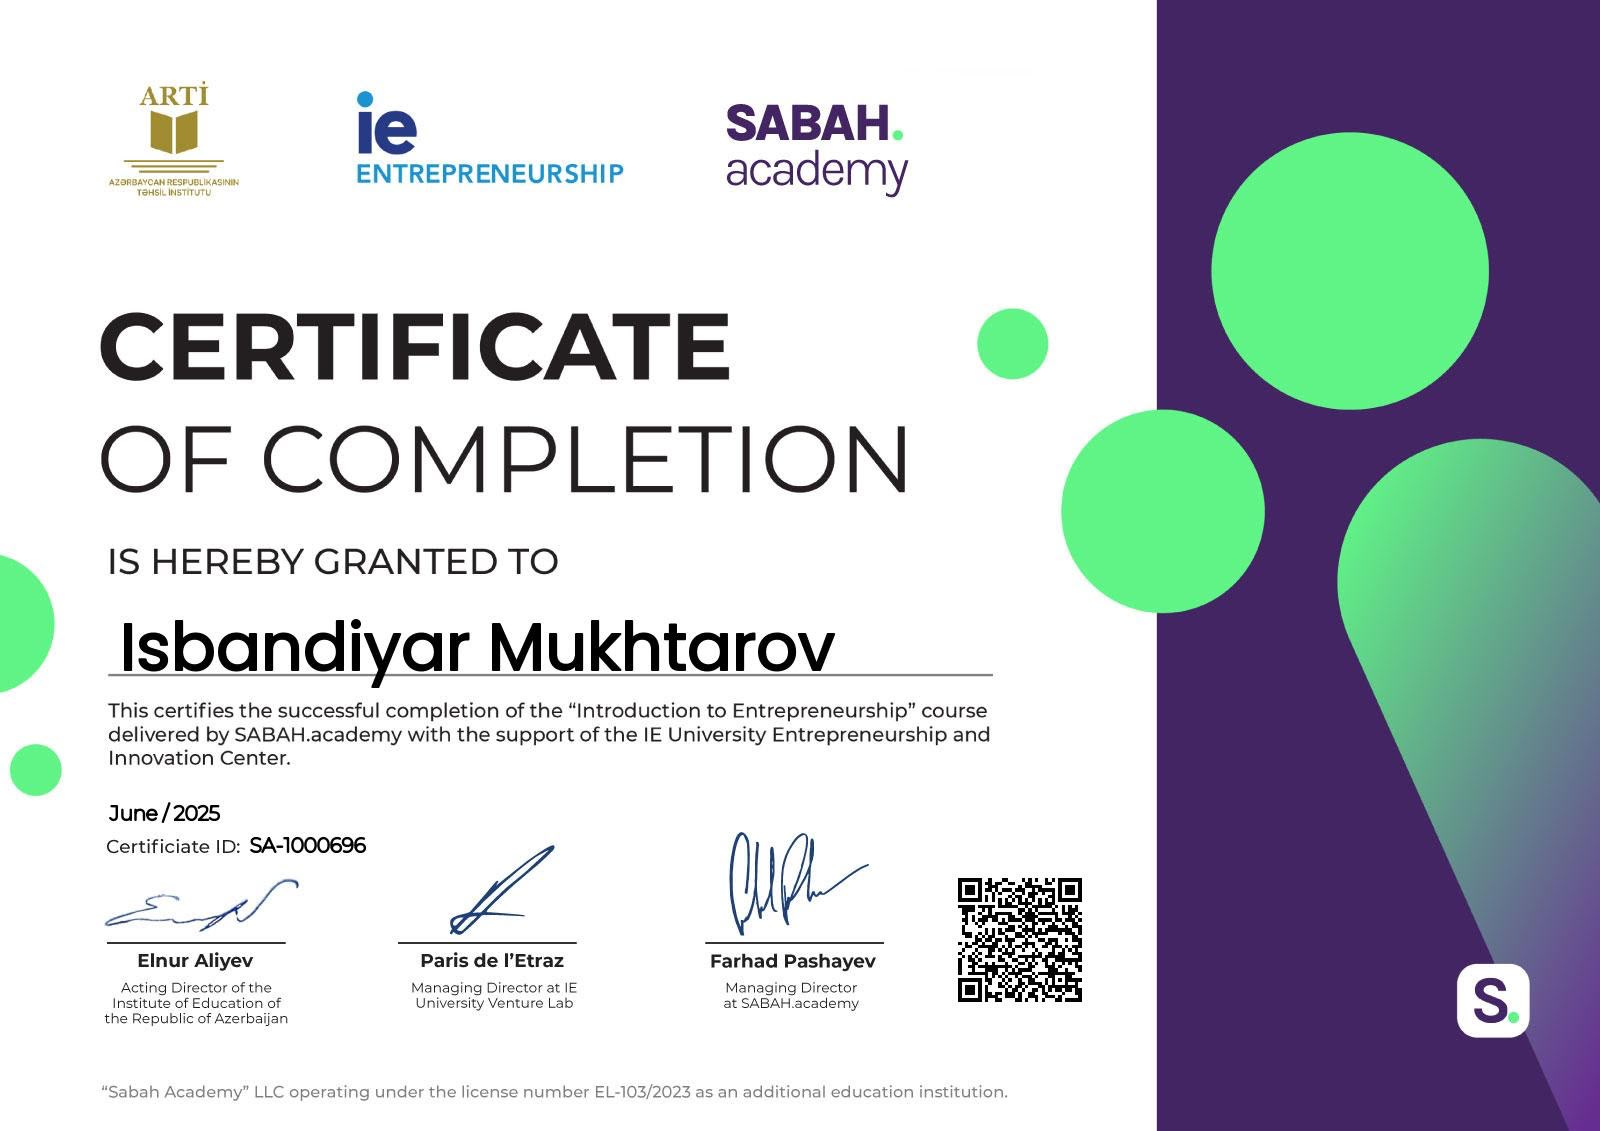 ARTİ
AZƏRBAYCAN RESPUBLİKASININ
TƏHSİL İNSTİTUTU
ie
ENTREPRENEURSHIP
SABAH.
academy
CERTIFICATE
OF COMPLETION
IS HEREBY GRANTED TO
Isbandiyar Mukhtarov
This certifies the successful completion of the “Introduction to Entrepreneurship” course
delivered by SABAH.academy with the support of the IE University Entrepreneurship and
Innovation Center.
June / 2025
Certificiate ID: SA-1000696
Elnur Aliyev
Acting Director of the
Institute of Education of
the Republic of Azerbaijan
Paris de l’Etraz
Managing Director at IE
University Venture Lab
Farhad Pashayev
Managing Director
at SABAH.academy
S.
“Sabah Academy” LLC operating under the license number EL-103/2023 as an additional education institution.